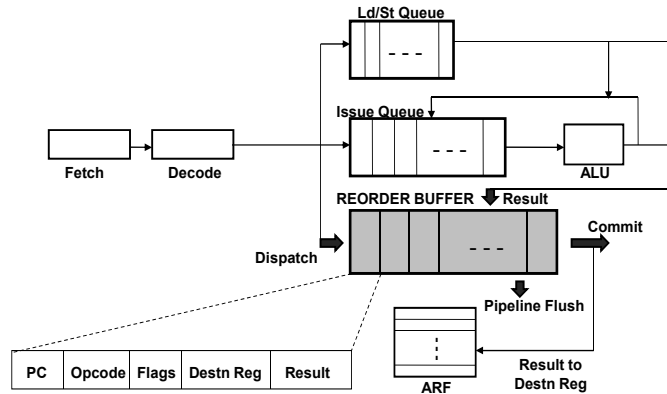 Ld/St Queue
- - -
Issue Queue
- - -
Fetch
Decode
ALU
REORDER BUFFER
Result
Commit
- - -
Dispatch
Pipeline Flush
PC
Opcode
Flags
Destn Reg
Result
ARF
Result to
Destn Reg